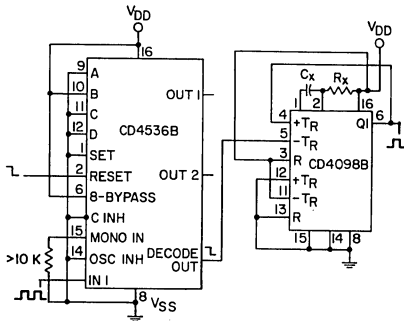 VDD
VDD
16
9 A
10 B
11 C
12 D
1 SET
2 RESET
6 8-BYPASS
C INH
15 MONO IN
14 OSC INH
IN 1
>10 K
OUT 1
CD4536B
OUT 2
DECODE OUT
8 VSS
CX
RX
1
2
16
4 +TR
5 -TR
3 R
12 +TR
11 -TR
13 R
Q1 6
CD4098B
15
14
8